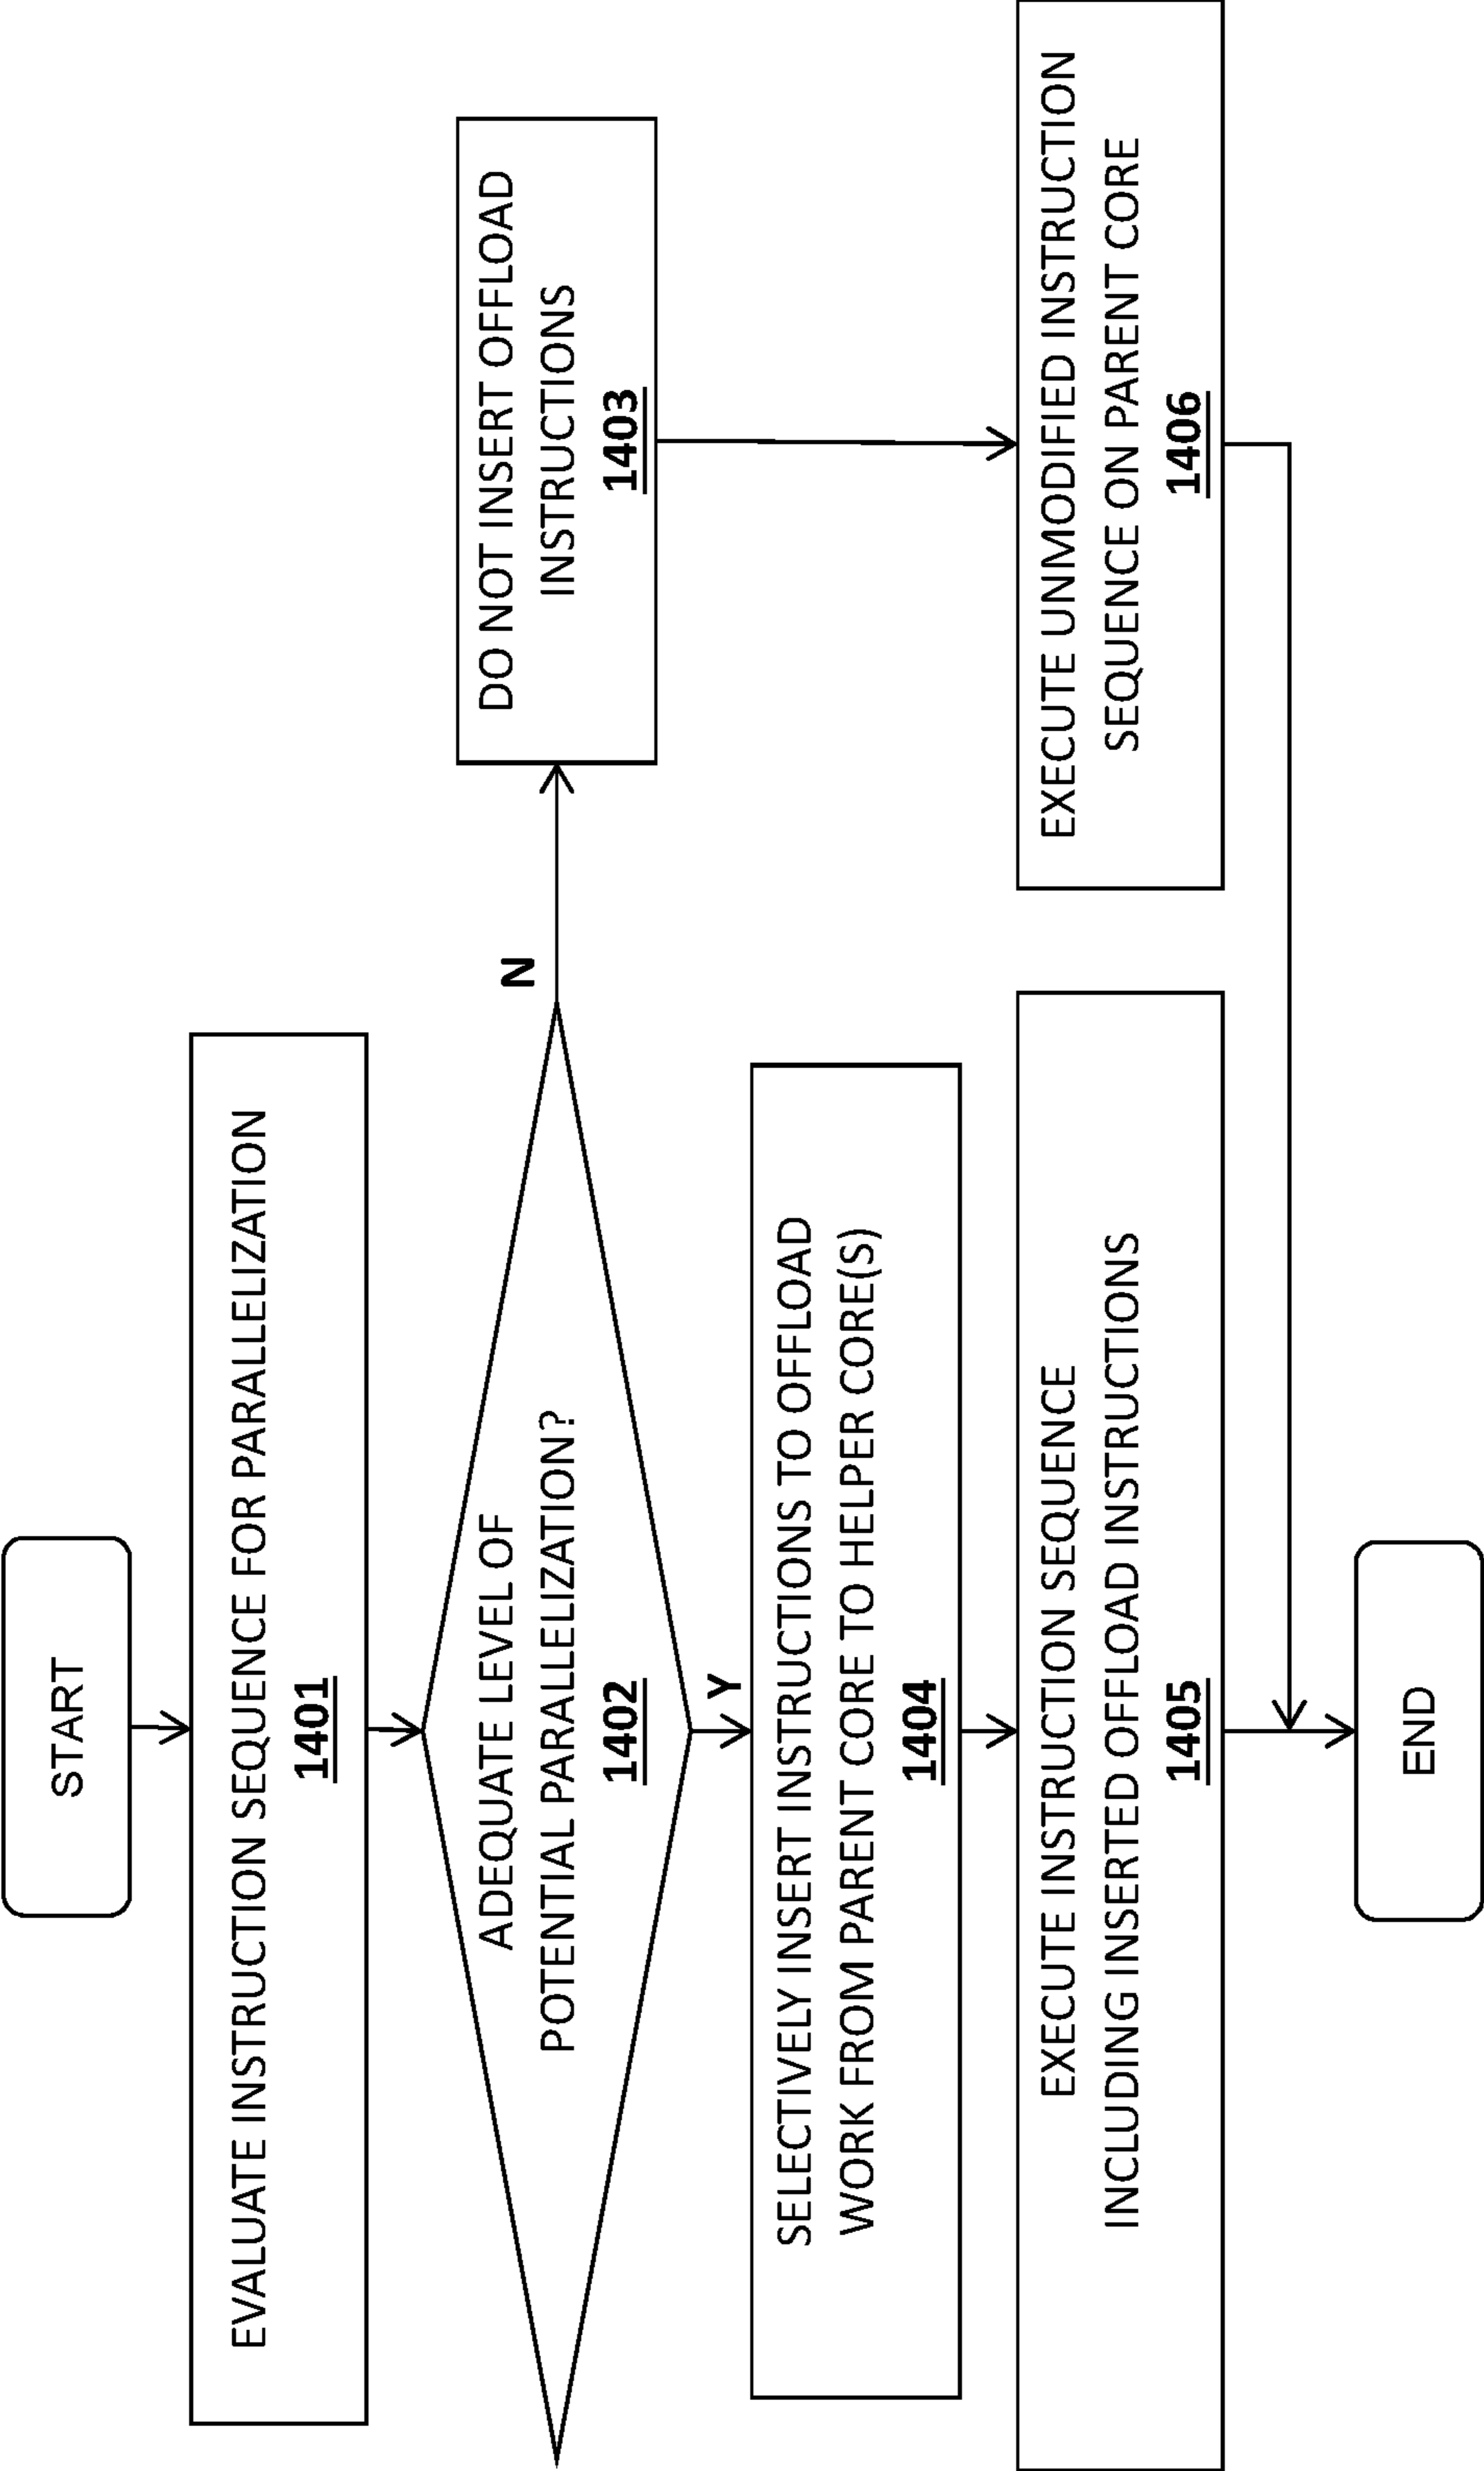 START
EVALUATE INSTRUCTION SEQUENCE FOR PARALLELIZATION
1401
ADEQUATE LEVEL OF
POTENTIAL PARALLELIZATION?
1402
N
DO NOT INSERT OFFLOAD
INSTRUCTIONS
1403
Y
SELECTIVELY INSERT INSTRUCTIONS TO OFFLOAD
WORK FROM PARENT CORE TO HELPER CORE(S)
1404
EXECUTE INSTRUCTION SEQUENCE
INCLUDING INSERTED OFFLOAD INSTRUCTIONS
1405
EXECUTE UNMODIFIED INSTRUCTION
SEQUENCE ON PARENT CORE
1406
END